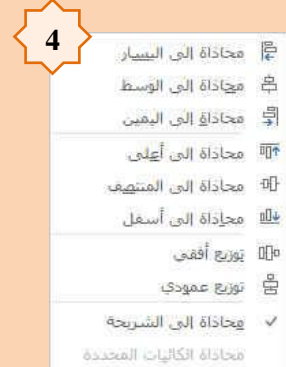 4
محاذاة إلى اليسار
محاذاة إلى الوسط
محاذاة إلى اليمين
محاذاة إلى أعلى
محاذاة إلى المنتصف
محاذاة إلى أسفل
توزيع أفقي
توزيع عمودي
محاذاة إلى الشريحة
محاذاة الكائنات المحددة